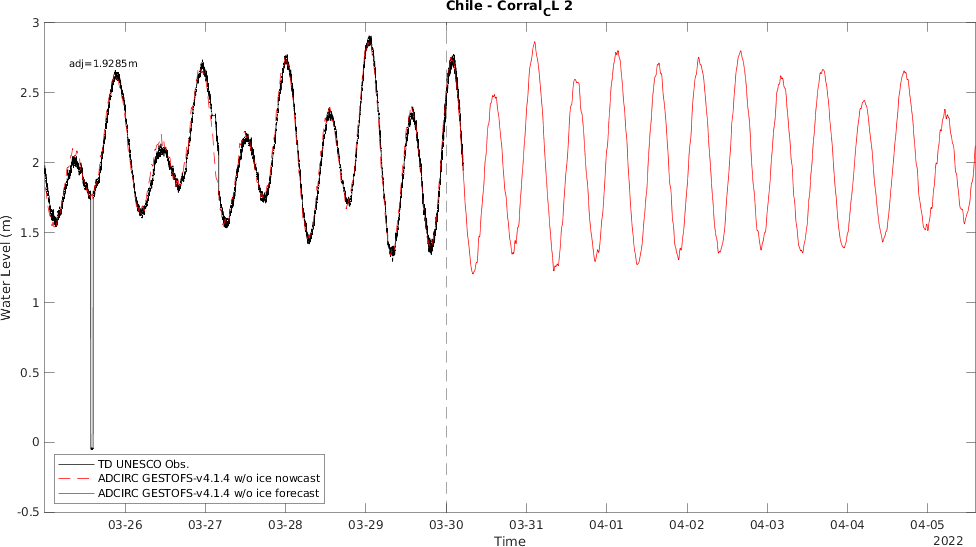 Chile - Corral_CL 2
adj=1.9285m
3
2.5
2
1.5
1
0.5
0
-0.5
Water Level (m)
TD UNESCO Obs.
ADCIRC GESTOFS-v4.1.4 w/o ice nowcast
ADCIRC GESTOFS-v4.1.4 w/o ice forecast
03-26 03-27 03-28 03-29 03-30 03-31 04-01 04-02 04-03 04-04 04-05
Time
2022